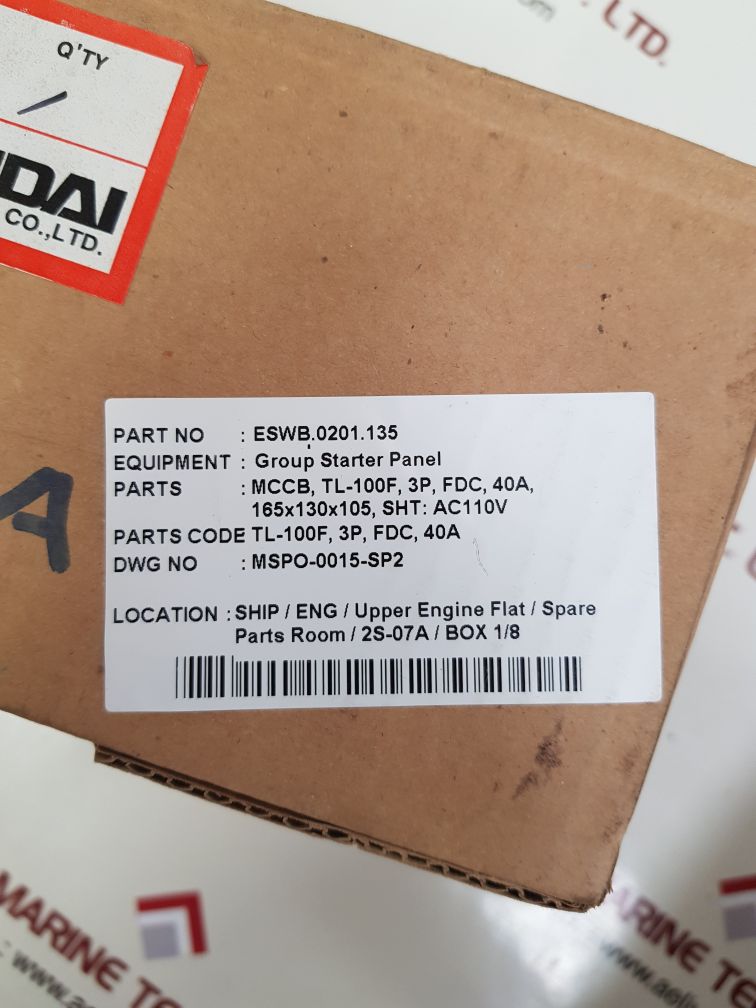 LTD.
Q'TY
CO.,LTD.
A
PART NO : ESWB.0201.135
EQUIPMENT : Group Starter Panel
PARTS : MCCB, TL-100F, 3P, FDC, 40A,
165x130x105, SHT: AC110V
PARTS CODE TL-100F, 3P, FDC, 40A
DWG NO : MSPO-0015-SP2
LOCATION : SHIP / ENG / Upper Engine Flat / Spare
Parts Room / 2S-07A / BOX 1/8
MARINE TE